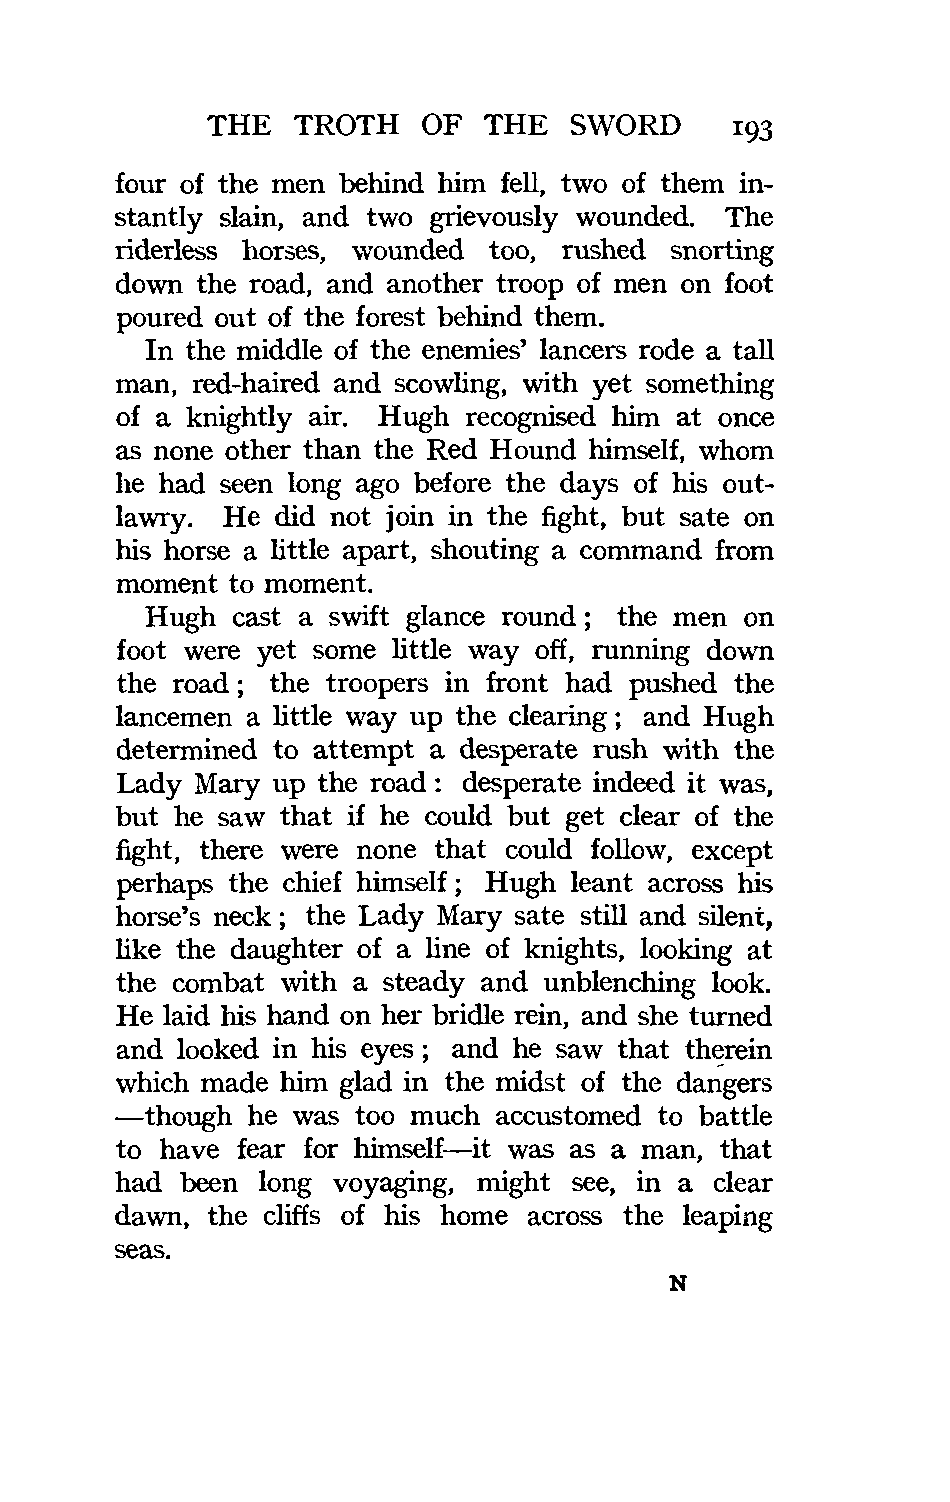 THE TROTH OF THE SWORD 193
four of the men behind him fell, two of them in-
stantly slain, and two grievously wounded. The
riderless horses, wounded too, rushed snorting
down the road, and another troop of men on foot
poured out of the forest behind them.
In the middle of the enemies' lancers rode a tall
man, red-haired and scowling, with yet something
of a knightly air. Hugh recognised him at once
as none other than the Red Hound himself, whom
he had seen long ago before the days of his out-
lawry. He did not join in the fight, but sate on
his horse a little apart, shouting a command from
moment to moment.
Hugh cast a swift glance round; the men on
foot were yet some little way off, running down
the road; the troopers in front had pushed the
lancemen a little way up the clearing; and Hugh
determined to attempt a desperate rush with the
Lady Mary up the road: desperate indeed it was,
but he saw that if he could but get clear of the
fight, there were none that could follow, except
perhaps the chief himself; Hugh leant across his
horse's neck; the Lady Mary sate still and silent,
like the daughter of a line of knights, looking at
the combat with a steady and unblenching look.
He laid his hand on her bridle rein, and she turned
and looked in his eyes; and he saw that therein
which made him glad in the midst of the dangers
—though he was too much accustomed to battle
to have fear for himself—it was as a man, that
had been long voyaging, might see, in a clear
dawn, the cliffs of his home across the leaping
seas.
N